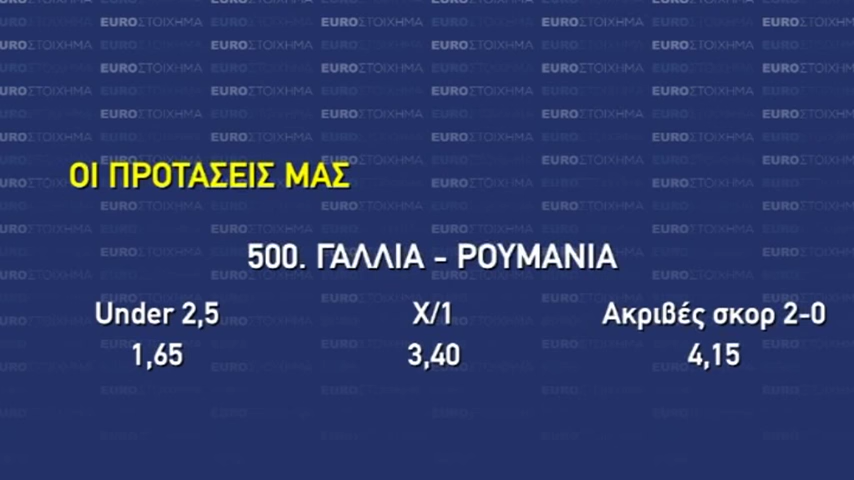 ΟΙ ΠΡΟΤΑΣΕΙΣ ΜΑΣ
500. ΓΑΛΛΙΑ - ΡΟΥΜΑΝΙΑ
Under 2,5 X/1 Ακριβές σκορ 2-0
1,65 3,40 4,15
EUROΣΤΟΙΧΗΜΑ